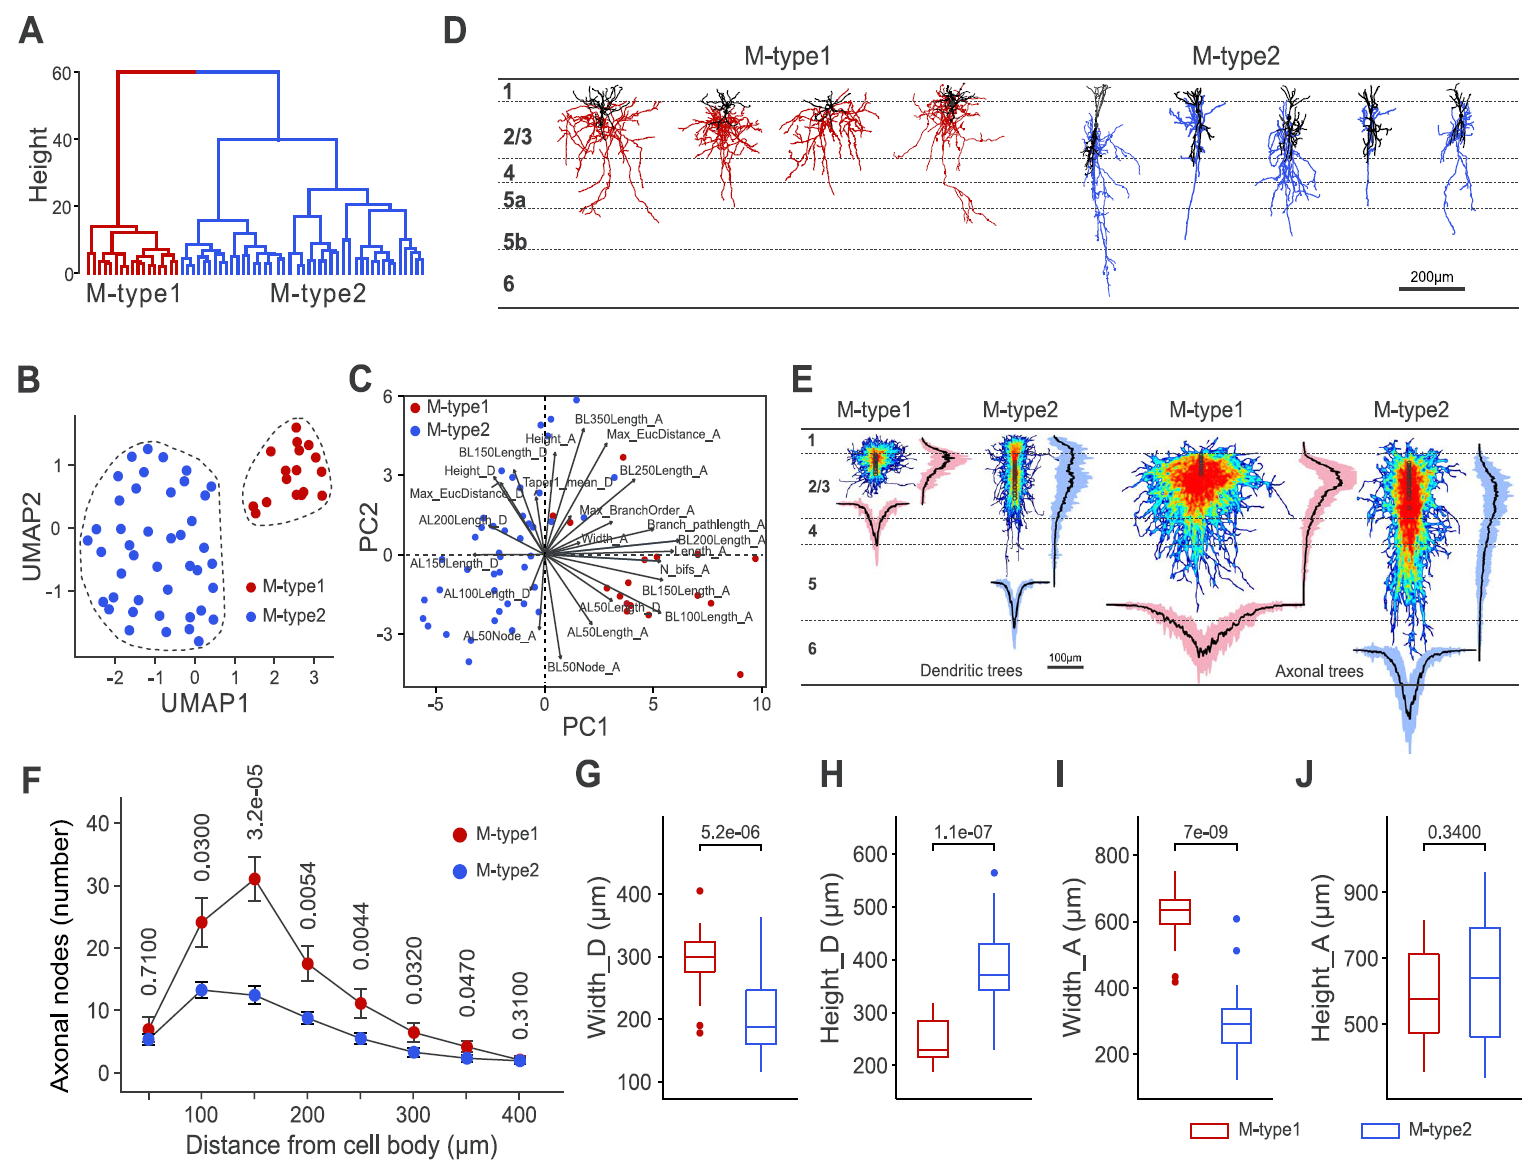 A
Height
60
40
20
0
M-type1
M-type2
D
M-type1
M-type2
1
2/3
4
5a
5b
6
200µm
B
UMAP2
1
0
-1
-2
-1
0
1
2
3
UMAP1
M-type1
M-type2
C
PC2
6
3
0
-3
-5
0
5
10
PC1
M-type1
M-type2
BL350Length_A
Max_EucDistance_A
Height_A
BL150Length_D
Height_D
BL250Length_A
Taper1_mean_D
Max_EucDistance_D
Max_BranchOrder_A
AL200Length_D
Branch_pathlength_A
Width_A
BL200Length_A
Length_A
AL150Length_D
N_bifs_A
BL150Length_A
AL100Length_D
AL50Length_D
BL100Length_A
AL50Node_A
AL50Length_A
BL50Node_A
E
M-type1
M-type2
M-type1
M-type2
1
2/3
4
5
6
Dendritic trees
100µm
Axonal trees
F
Axonal nodes (number)
40
30
20
10
0
0.7100
0.0300
3.2e-05
0.0054
0.0044
0.0320
0.0470
0.3100
M-type1
M-type2
100
200
300
400
Distance from cell body (µm)
G
5.2e-06
Width_D (µm)
400
300
200
100
H
1.1e-07
Height_D (µm)
600
500
400
300
200
I
7e-09
Width_A (µm)
800
600
400
200
J
0.3400
Height_A (µm)
900
700
500
M-type1
M-type2